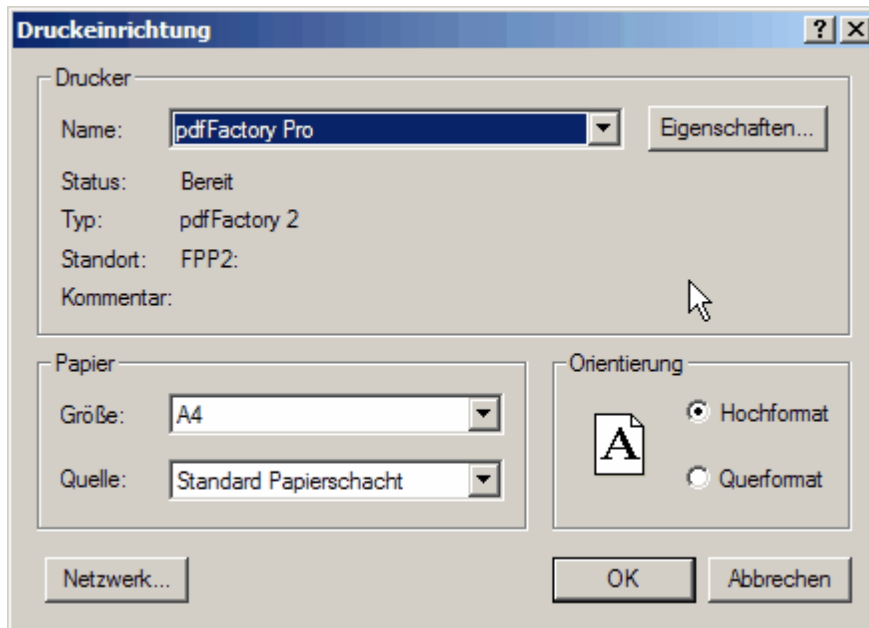 Druckeinrichtung
Drucker
Name: pdfFactory Pro Eigenschaften...
Status: Bereit
Typ: pdfFactory 2
Standort: FPP2:
Kommentar:
Papier
Größe: A4
Quelle: Standard Papierschacht
Orientierung
A
Hochformat
Querformat
Netzwerk... OK Abbrechen